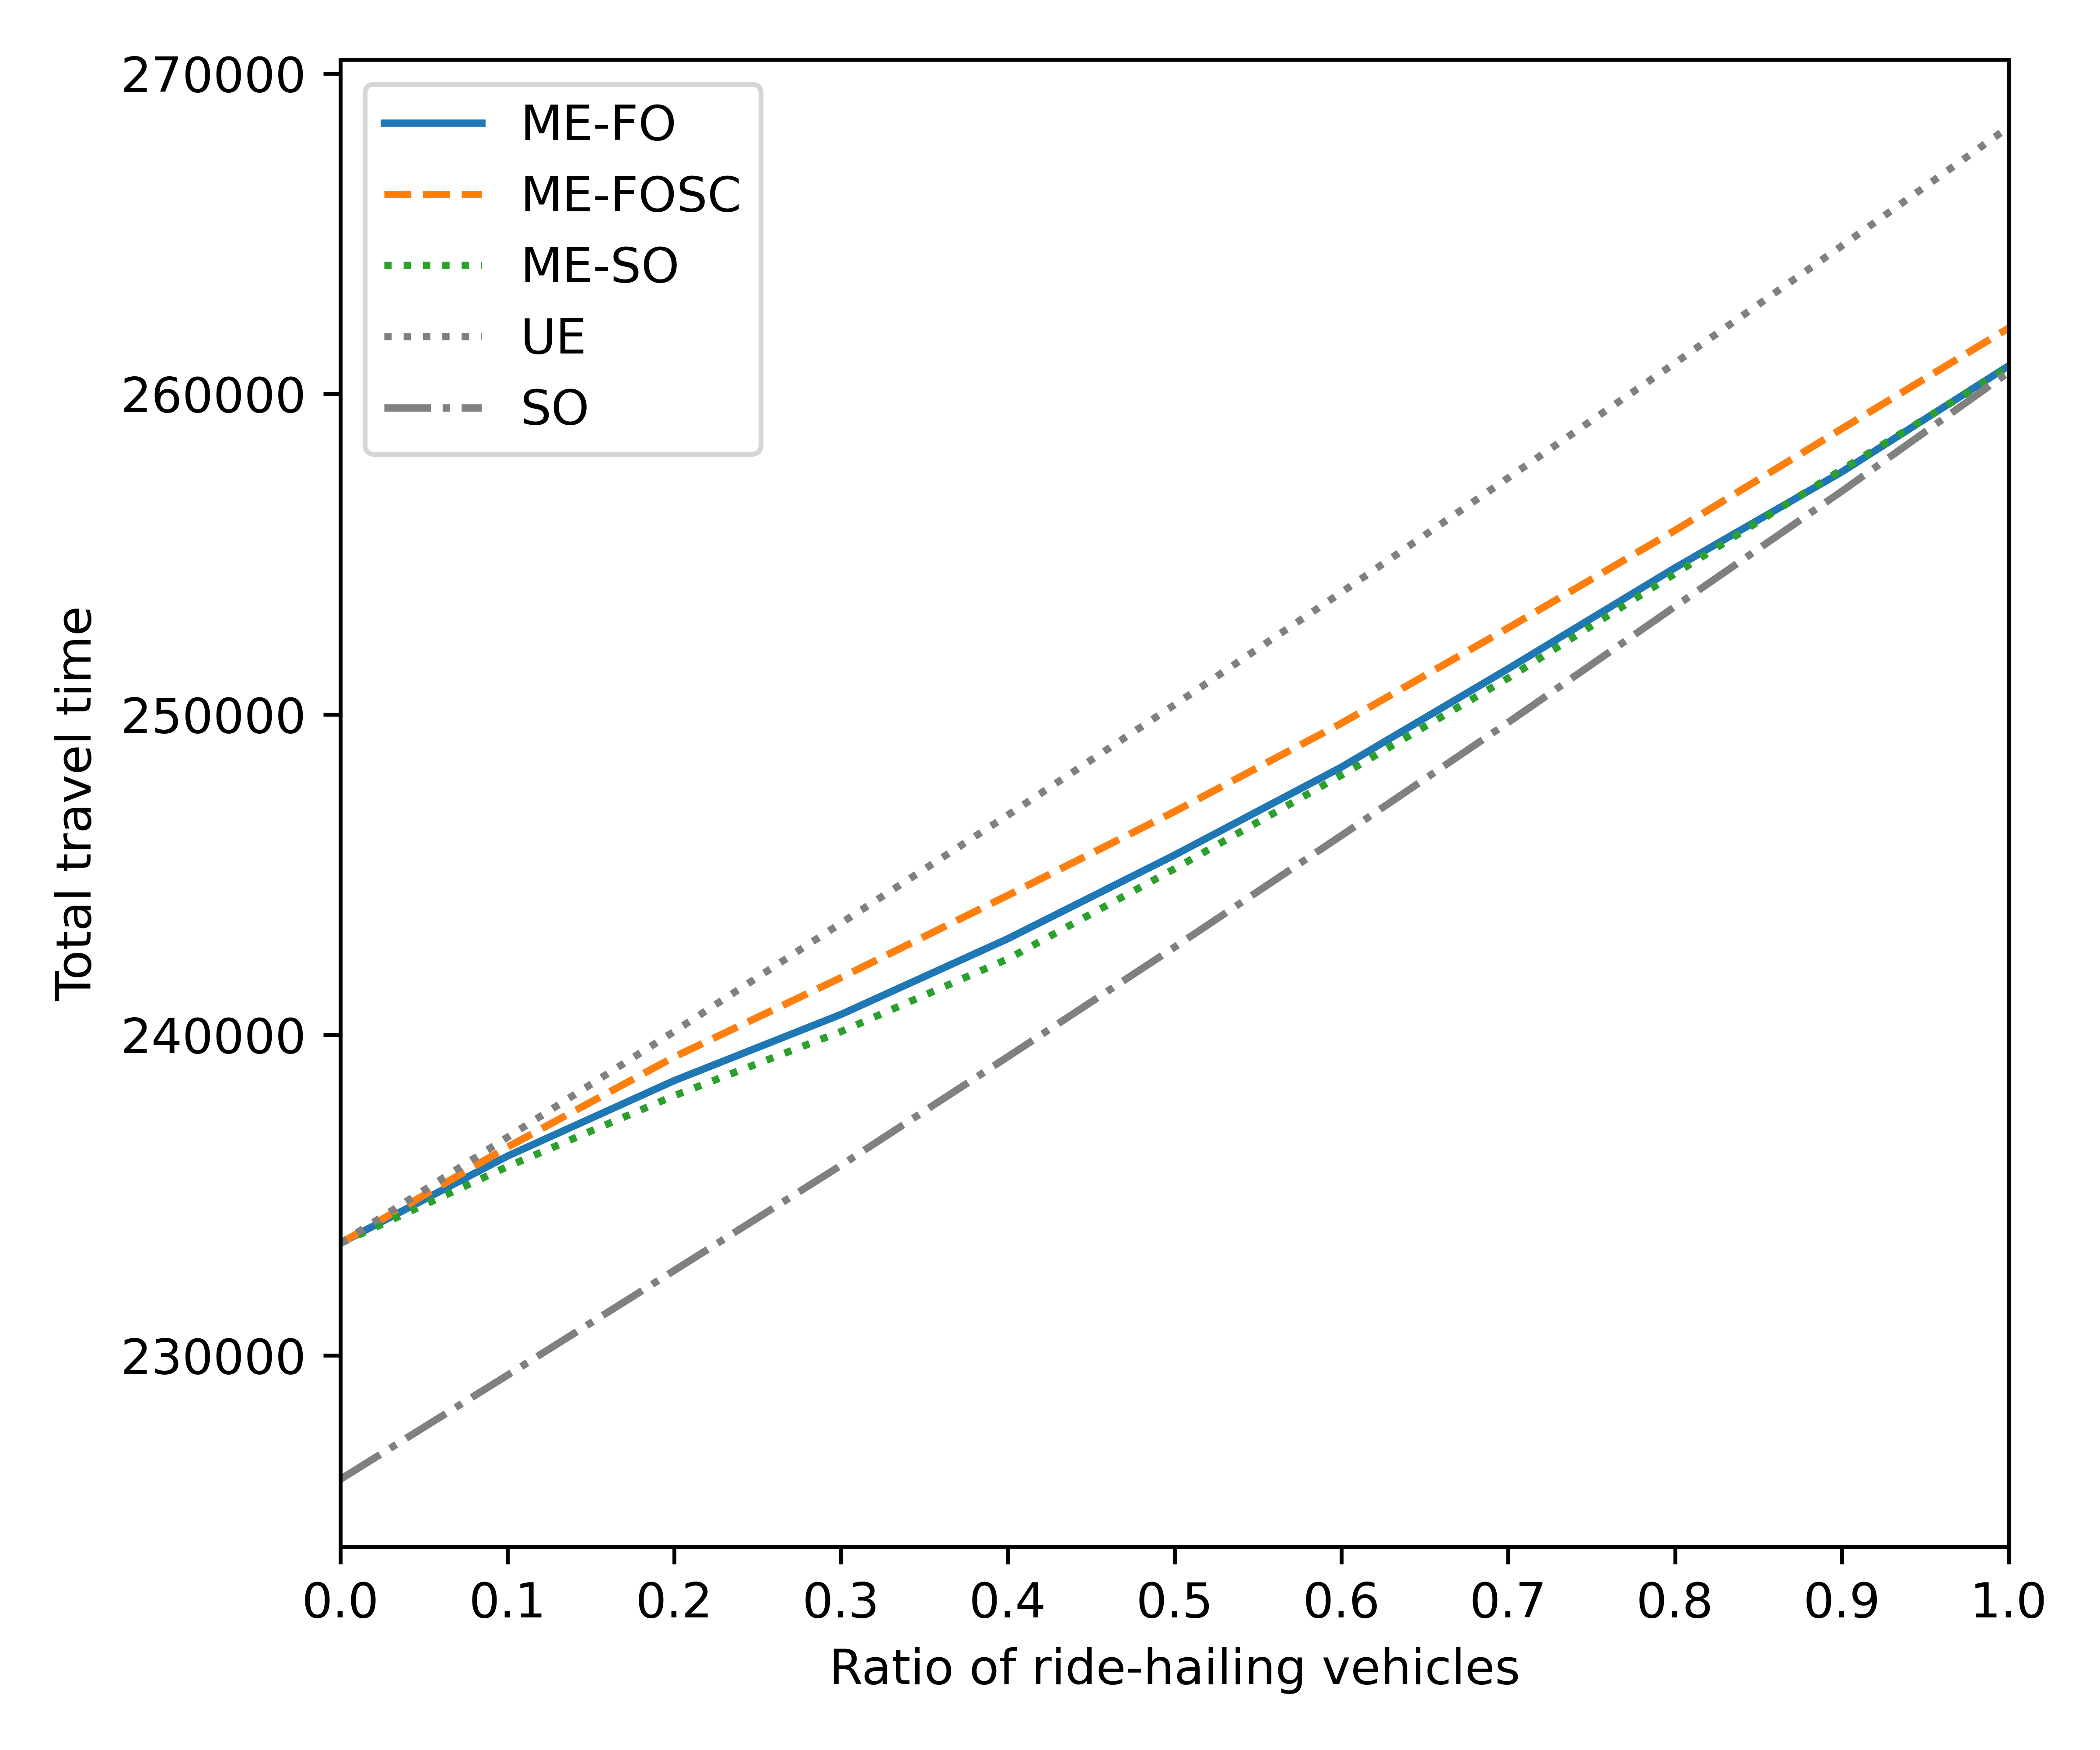 270000
260000
250000
240000
230000
Total travel time
ME-FO
ME-FOSC
ME-SO
UE
SO
0.0 0.1 0.2 0.3 0.4 0.5 0.6 0.7 0.8 0.9 1.0
Ratio of ride-hailing vehicles